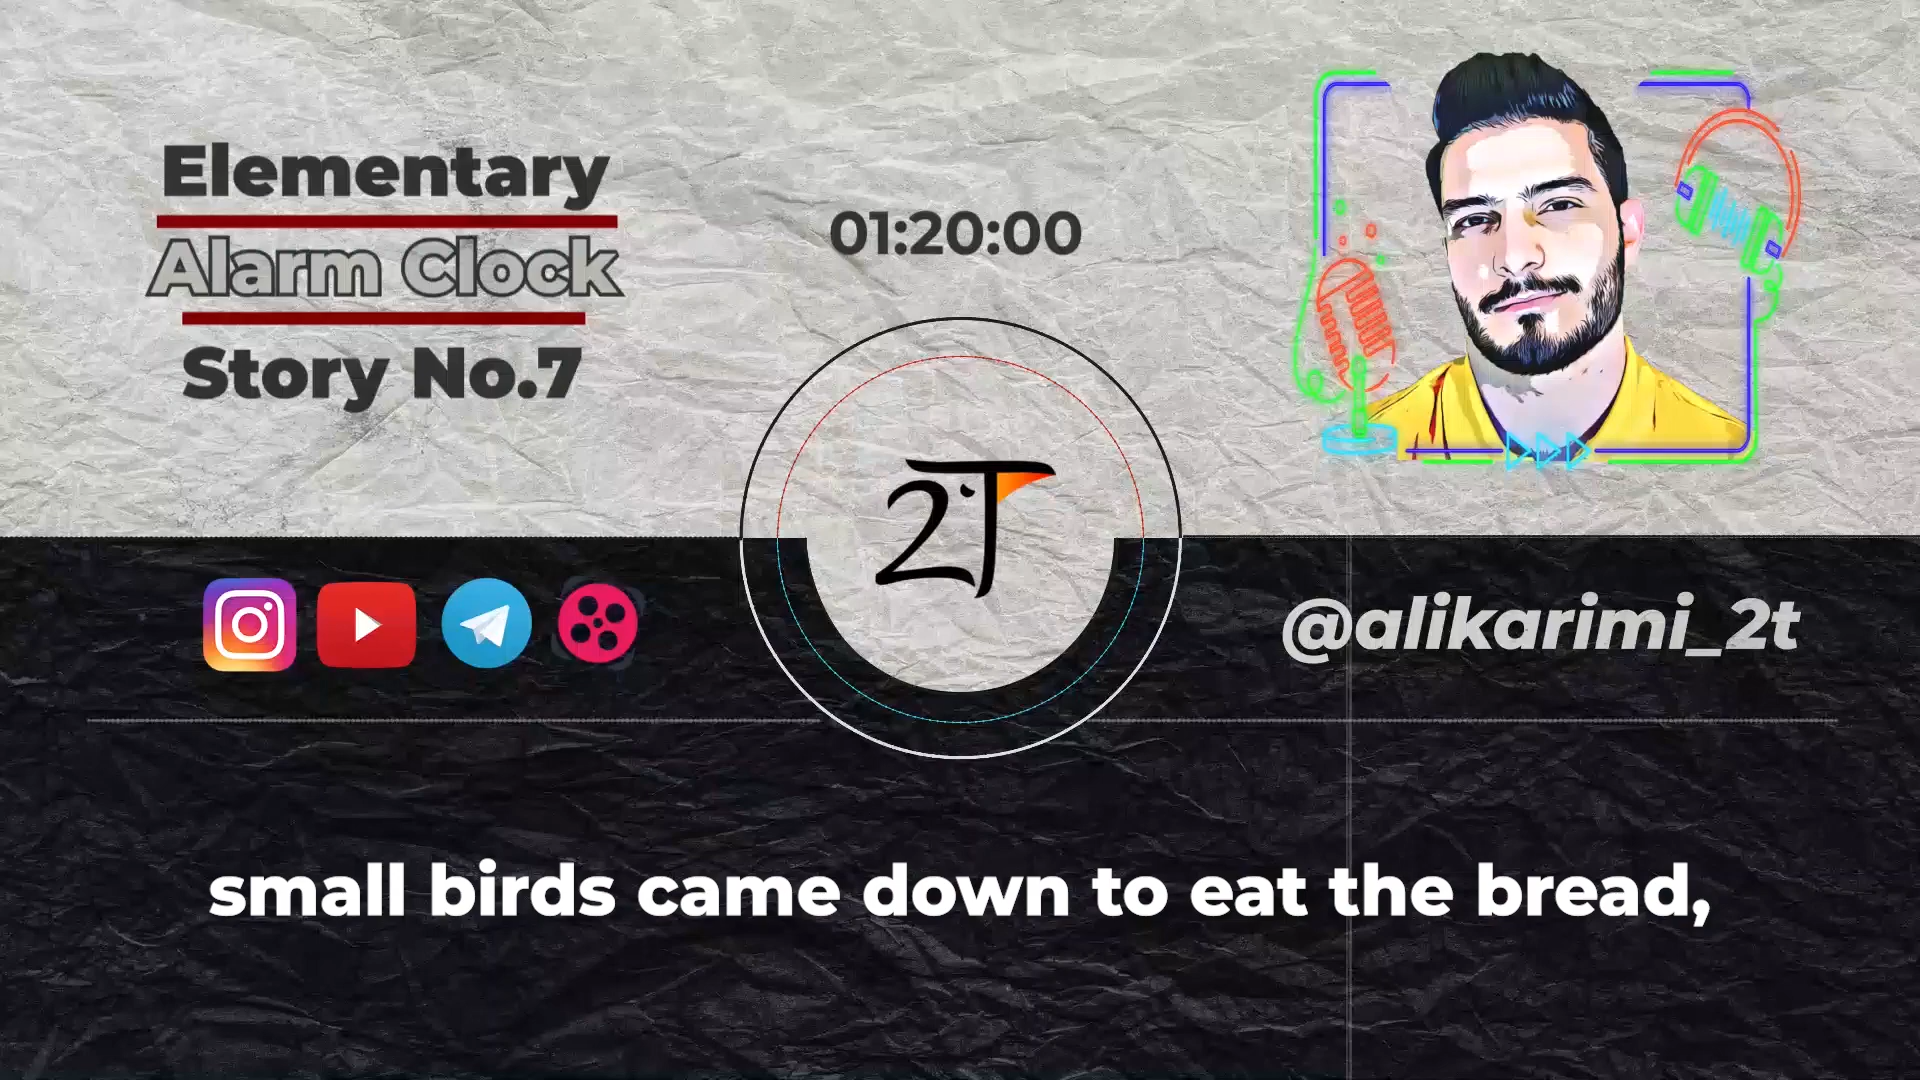 Elementary
Alarm Clock
Story No.7
01:20:00
2T
@alikarimi_2t
small birds came down to eat the bread,